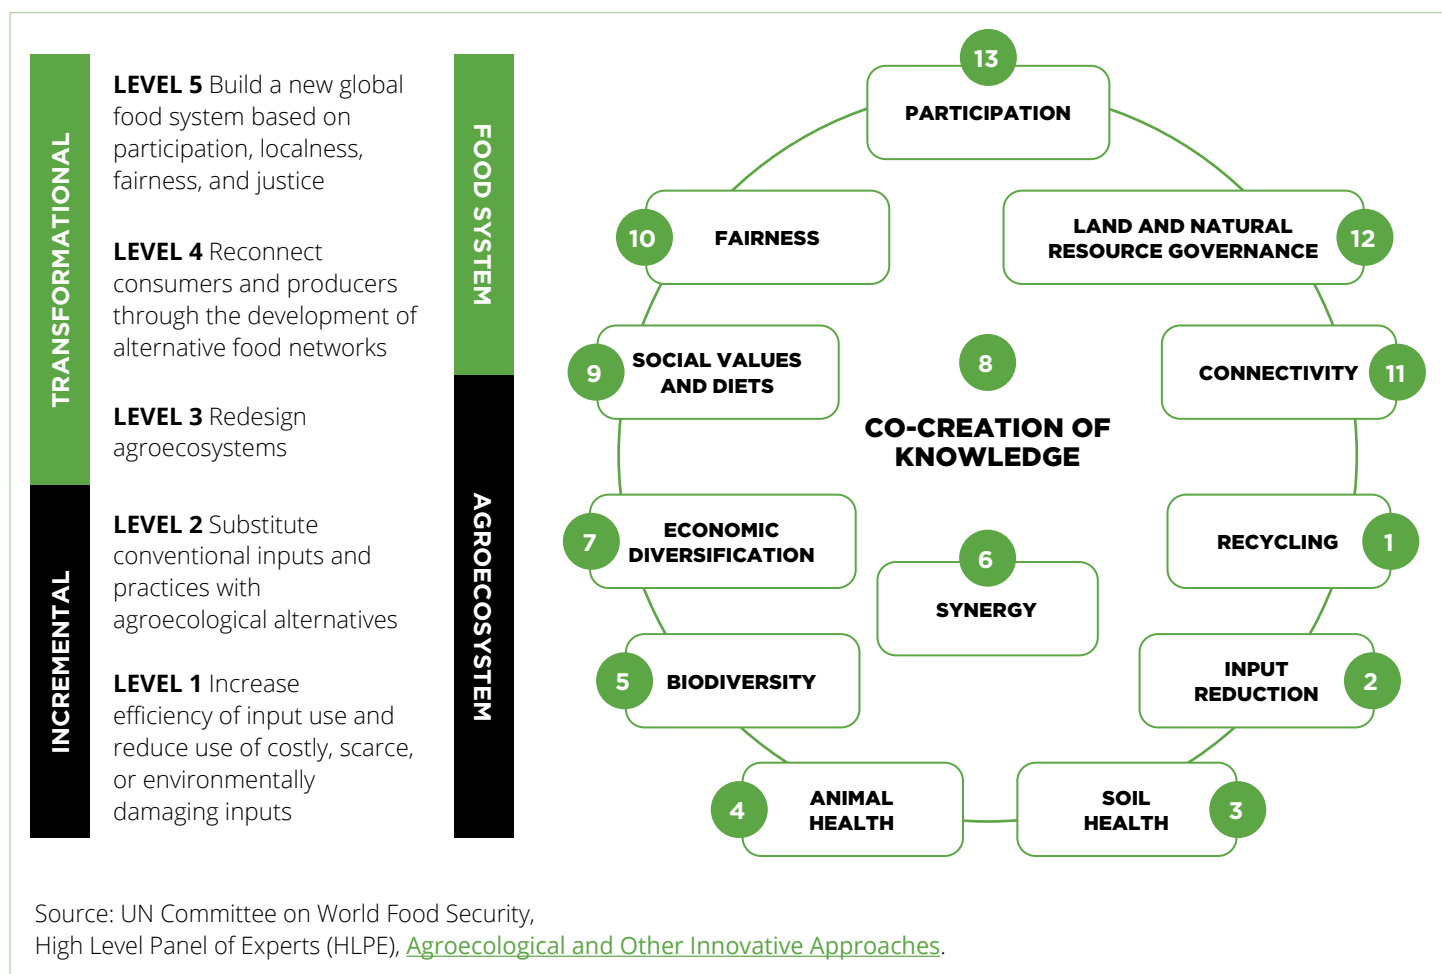 TRANSFORMATIONAL
INCREMENTAL
LEVEL 5 Build a new global
food system based on
participation, localness,
fairness, and justice
LEVEL 4 Reconnect
consumers and producers
through the development of
alternative food networks
LEVEL 3 Redesign
agroecosystems
LEVEL 2 Substitute
conventional inputs and
practices with
agroecological alternatives
LEVEL 1 Increase
efficiency of input use and
reduce use of costly, scarce,
or environmentally
damaging inputs
FOOD SYSTEM
AGROECOSYSTEM
13
PARTICIPATION
10
FAIRNESS
LAND AND NATURAL
RESOURCE GOVERNANCE
12
9
SOCIAL VALUES
AND DIETS
8
CO-CREATION OF
KNOWLEDGE
CONNECTIVITY
11
7
ECONOMIC
DIVERSIFICATION
6
SYNERGY
RECYCLING
1
5
BIODIVERSITY
INPUT
REDUCTION
2
4
ANIMAL
HEALTH
SOIL
HEALTH
3
Source: UN Committee on World Food Security,
High Level Panel of Experts (HLPE), Agroecological and Other Innovative Approaches.